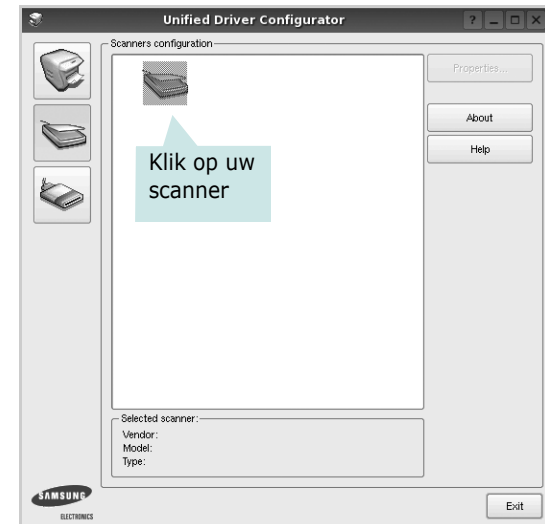 Unified Driver Configurator
Scanners configuration
Properties...
About
Help
Klik op uw
scanner
Selected scanner:
Vendor:
Model:
Type:
SAMSUNG
ELECTRONICS
Exit